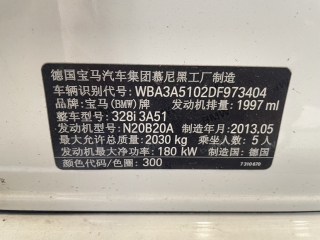 德国宝马汽车集团慕尼黑工厂制造
车辆识别代号: WBA3A5102DF973404
品牌: 宝马(BMW)牌 发动机排量: 1997 ml
整车型号: 328i 3A51
发动机型号: N20B20A 制造年月: 2013.05
最大允许总质量: 2030 kg 乘坐人数: 5人
发动机最大净功率: 180 kW 制造国: 德国
颜色代码/色圈: 300
7310 670